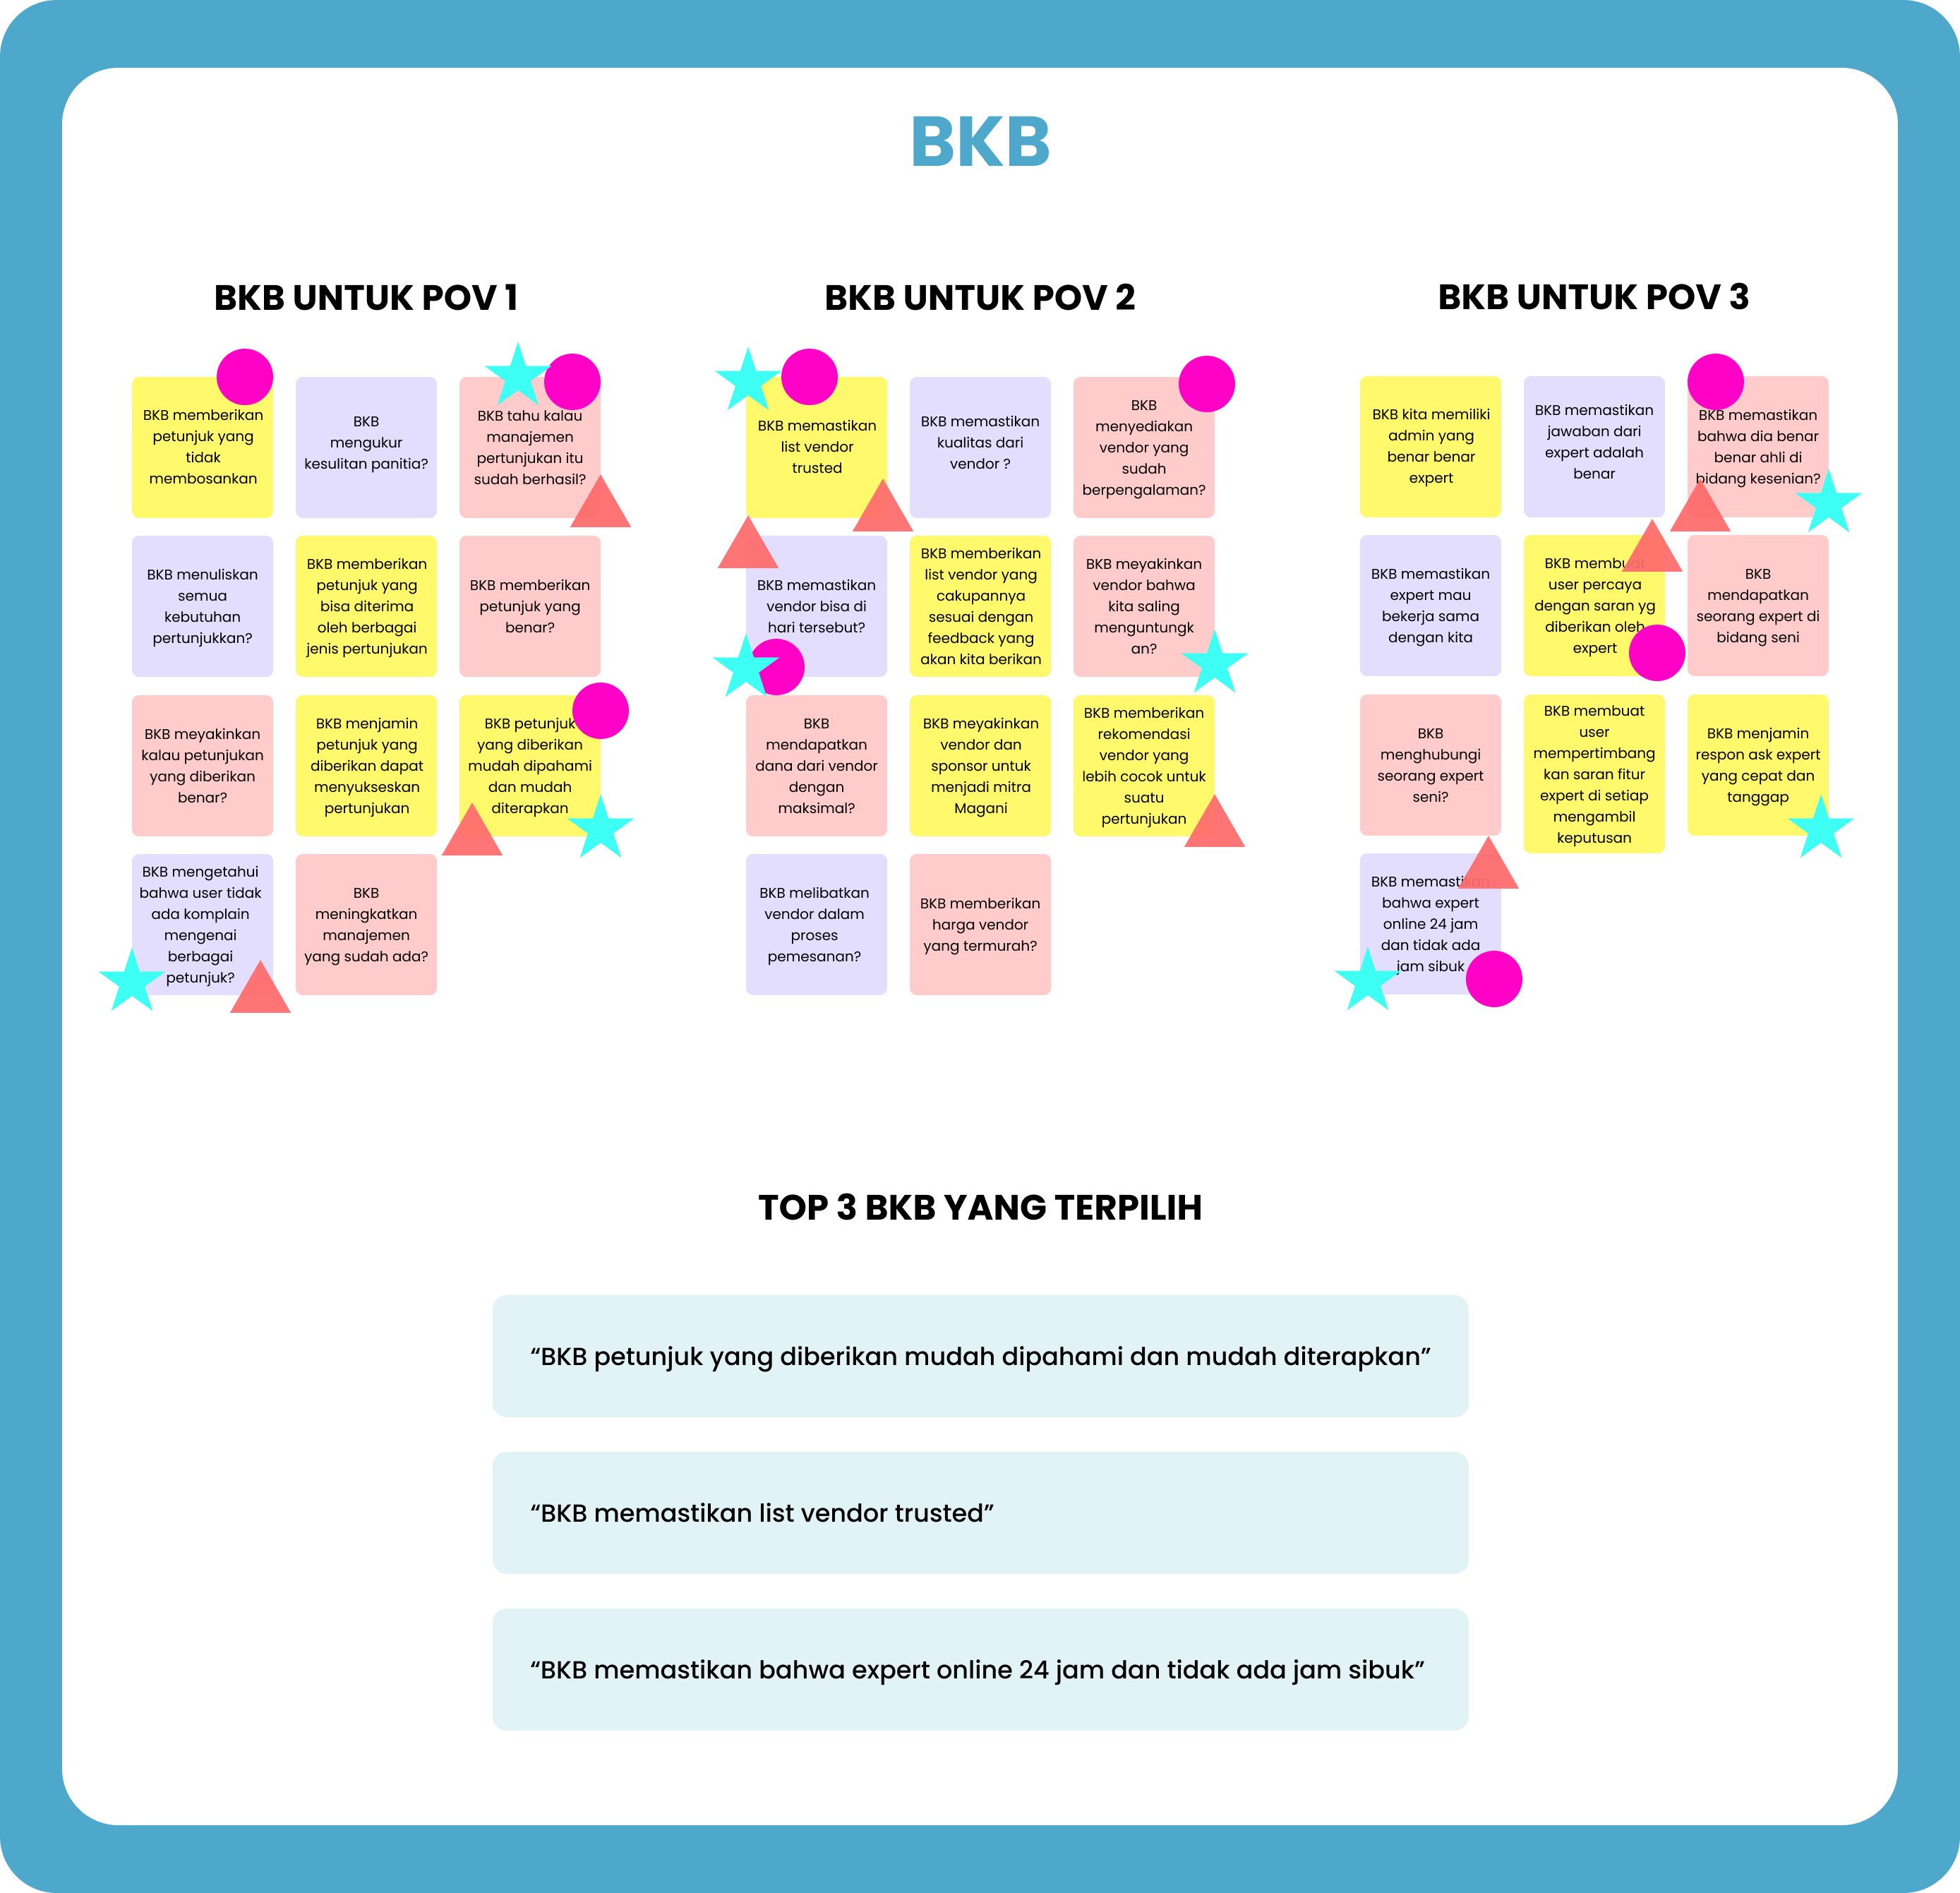 BKB
BKB UNTUK POV 1
BKB memberikan
petunjuk yang
tidak
membosankan
BKB
mengukur
kesulitan panitia?
BKB tahu kalau
manajemen
pertunjukan itu
sudah berhasil?
BKB menuliskan
semua
kebutuhan
pertunjukkan?
BKB memberikan
petunjuk yang
bisa diterima
oleh berbagai
jenis pertunjukan
BKB memberikan
petunjuk yang
benar?
BKB meyakinkan
kalau petunjukan
yang diberikan
benar?
BKB menjamin
petunjuk yang
diberikan dapat
menyukseskan
pertunjukan
BKB petunjuk
yang diberikan
mudah dipahami
dan mudah
diterapkan
BKB mengetahui
bahwa user tidak
ada komplain
mengenai
berbagai
petunjuk?
BKB
meningkatkan
manajemen
yang sudah ada?
BKB UNTUK POV 2
BKB memastikan
list vendor
trusted
BKB memastikan
kualitas dari
vendor ?
BKB
menyediakan
vendor yang
sudah
berpengalaman?
BKB memastikan
vendor bisa di
hari tersebut?
BKB memberikan
list vendor yang
cakupannya
sesuai dengan
feedback yang
akan kita berikan
BKB meyakinkan
vendor bahwa
kita saling
menguntungk
an?
BKB
mendapatkan
dana dari vendor
dengan
maksimal?
BKB meyakinkan
vendor dan
sponsor untuk
menjadi mitra
Magani
BKB memberikan
rekomendasi
vendor yang
lebih cocok untuk
suatu
pertunjukan
BKB melibatkan
vendor dalam
proses
pemesanan?
BKB memberikan
harga vendor
yang termurah?
BKB UNTUK POV 3
BKB kita memiliki
admin yang
benar benar
expert
BKB memastikan
jawaban dari
expert adalah
benar
BKB memastikan
bahwa dia benar
benar ahli di
bidang kesenian?
BKB memastikan
expert mau
bekerja sama
dengan kita
BKB membuat
user percaya
dengan saran yg
diberikan oleh
expert
BKB
mendapatkan
seorang expert di
bidang seni
BKB
menghubungi
seorang expert
seni?
BKB membuat
user
mempertimbang
kan saran fitur
expert di setiap
mengambil
keputusan
BKB menjamin
respon ask expert
yang cepat dan
tanggap
BKB memastikan
bahwa expert
online 24 jam
dan tidak ada
jam sibuk
TOP 3 BKB YANG TERPILIH
“BKB petunjuk yang diberikan mudah dipahami dan mudah diterapkan”
“BKB memastikan list vendor trusted”
“BKB memastikan bahwa expert online 24 jam dan tidak ada jam sibuk”